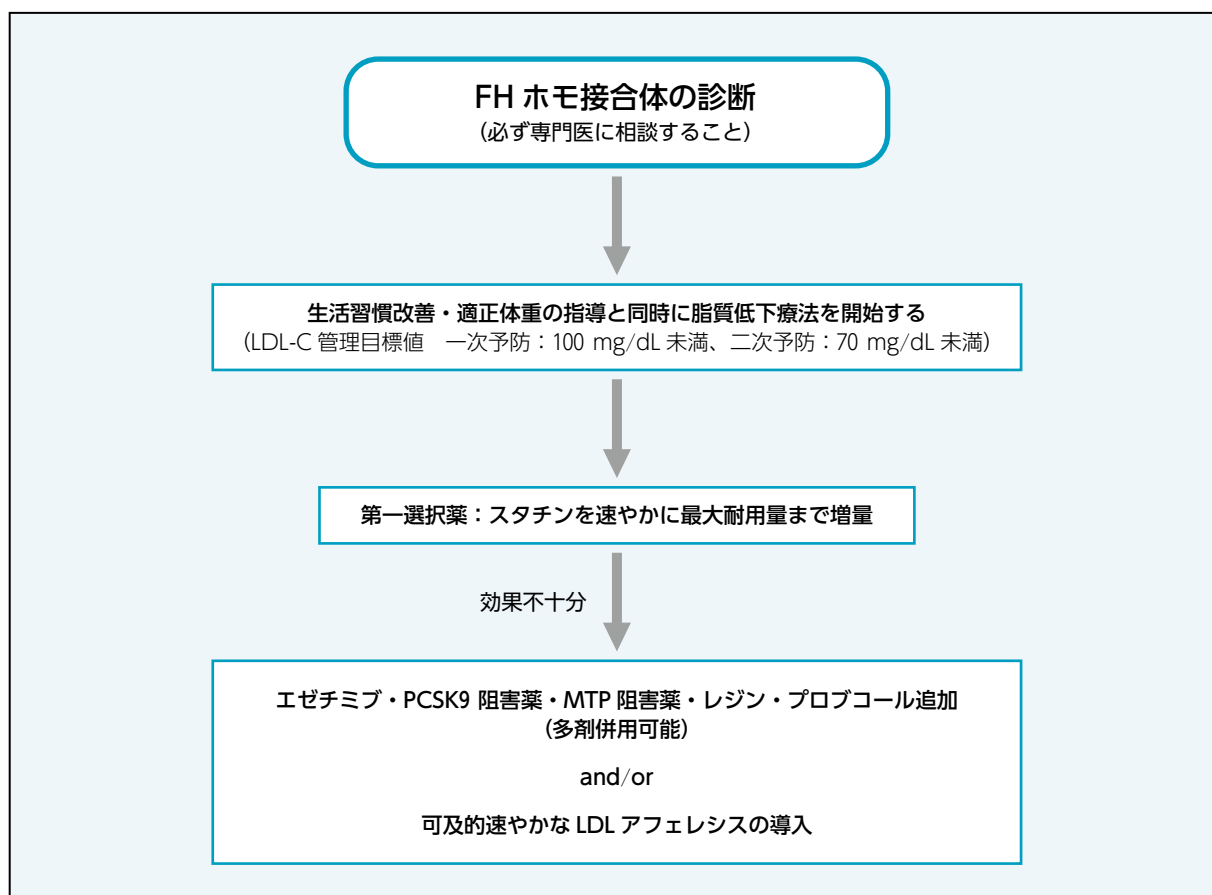 FH ホモ接合体の診断
（必ず専門医に相談すること）
生活習慣改善・適正体重の指導と同時に脂質低下療法を開始する
（LDL-C 管理目標値　一次予防：100 mg/dL 未満、二次予防：70 mg/dL 未満）
第一選択薬：スタチンを速やかに最大耐用量まで増量
効果不十分
エゼチミブ・PCSK9 阻害薬・MTP 阻害薬・レジン・プロブコール追加
（多剤併用可能）
and/or
可及的速やかな LDL アフェレシスの導入